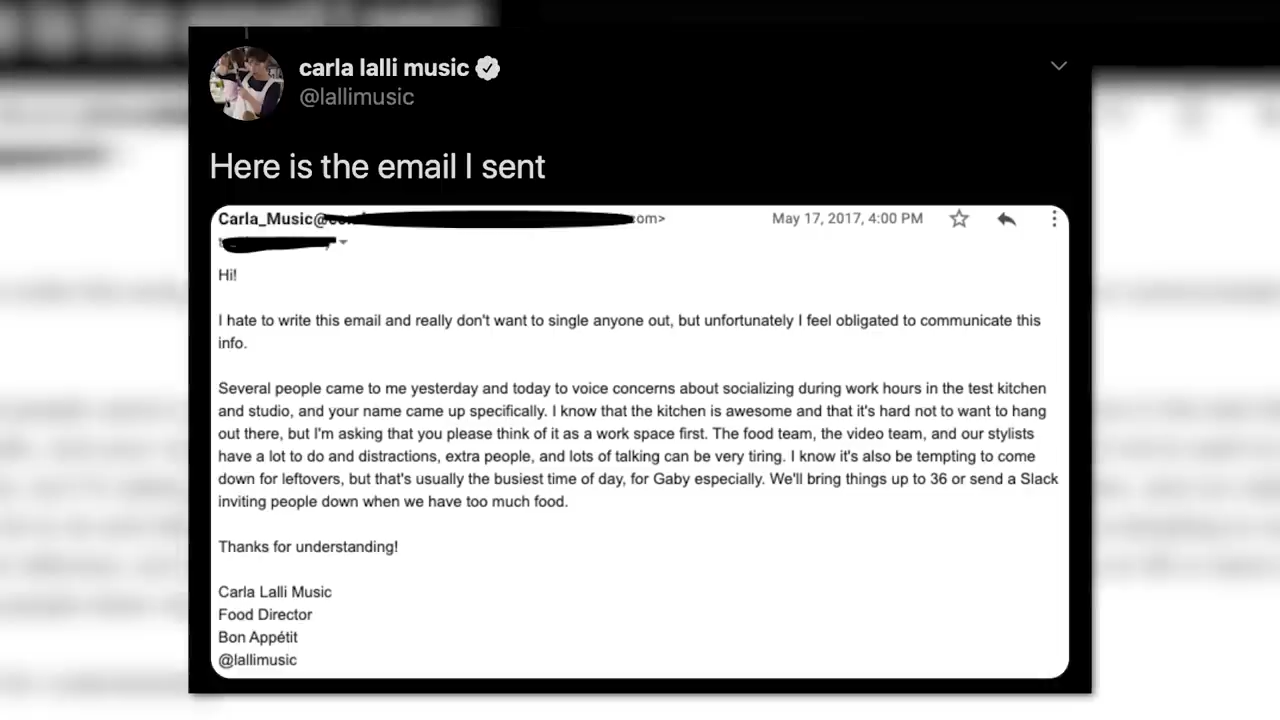 carla lalli music
@lallimusic
Here is the email I sent
Carla_Music@ com>
May 17, 2017, 4:00 PM
Hi!
I hate to write this email and really don't want to single anyone out, but unfortunately I feel obligated to communicate this
info.
Several people came to me yesterday and today to voice concerns about socializing during work hours in the test kitchen
and studio, and your name came up specifically. I know that the kitchen is awesome and that it's hard not to want to hang
out there, but I'm asking that you please think of it as a work space first. The food team, the video team, and our stylists
have a lot to do and distractions, extra people, and lots of talking can be very tiring. I know it's also be tempting to come
down for leftovers, but that's usually the busiest time of day, for Gaby especially. We'll bring things up to 36 or send a Slack
inviting people down when we have too much food.
Thanks for understanding!
Carla Lalli Music
Food Director
Bon Appétit
@lallimusic